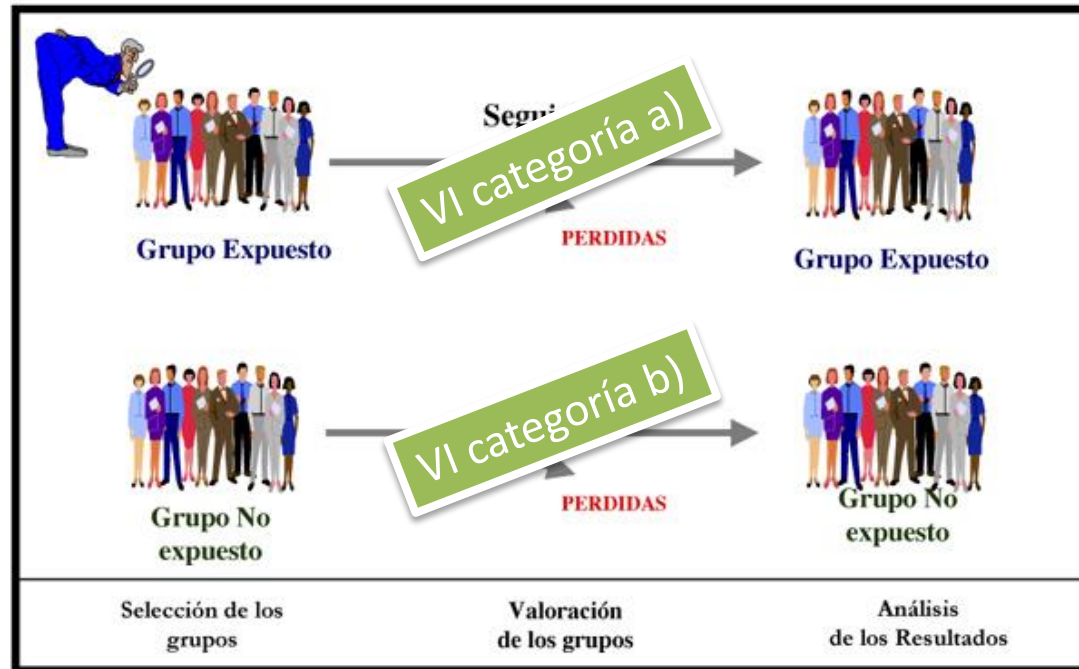 Segui
VI categoría a)
PERDIDAS
Grupo Expuesto
Grupo Expuesto
VI categoría b)
PERDIDAS
Grupo No
expuesto
Grupo No
expuesto
Selección de los
grupos
Valoración
de los grupos
Análisis
de los Resultados